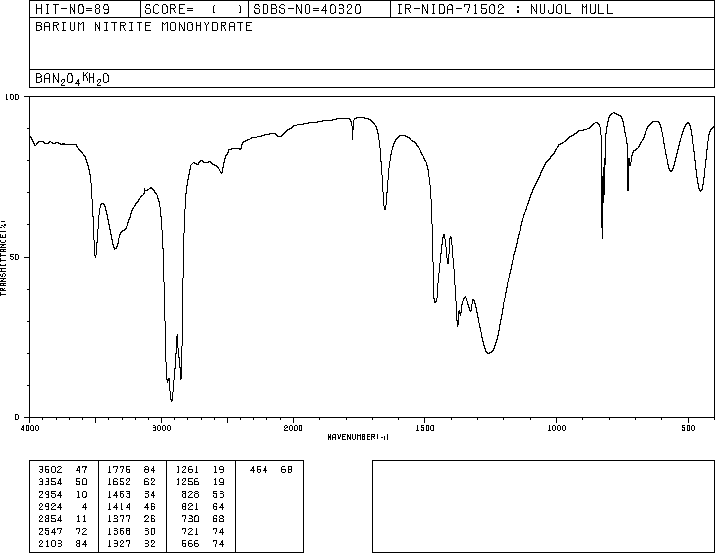 HIT-NO=89 SCORE= ( ) SDBS-NO=40320 IR-NIDA-71502 : NUJOL MULL
BARIUM NITRITE MONOHYDRATE
BAN2O4KH2O
100
50
0
TRANSMITTANCE(%)
4000 3000 2000 1500 1000 500
WAVENUMBER(-1)
3502 47 1776 84 1261 19 454 68
3354 50 1652 62 1256 19
2954 10 1463 34 828 53
2924 4 1414 46 821 64
2854 11 1377 26 730 68
2547 72 1368 30 721 74
2103 84 1327 32 566 74